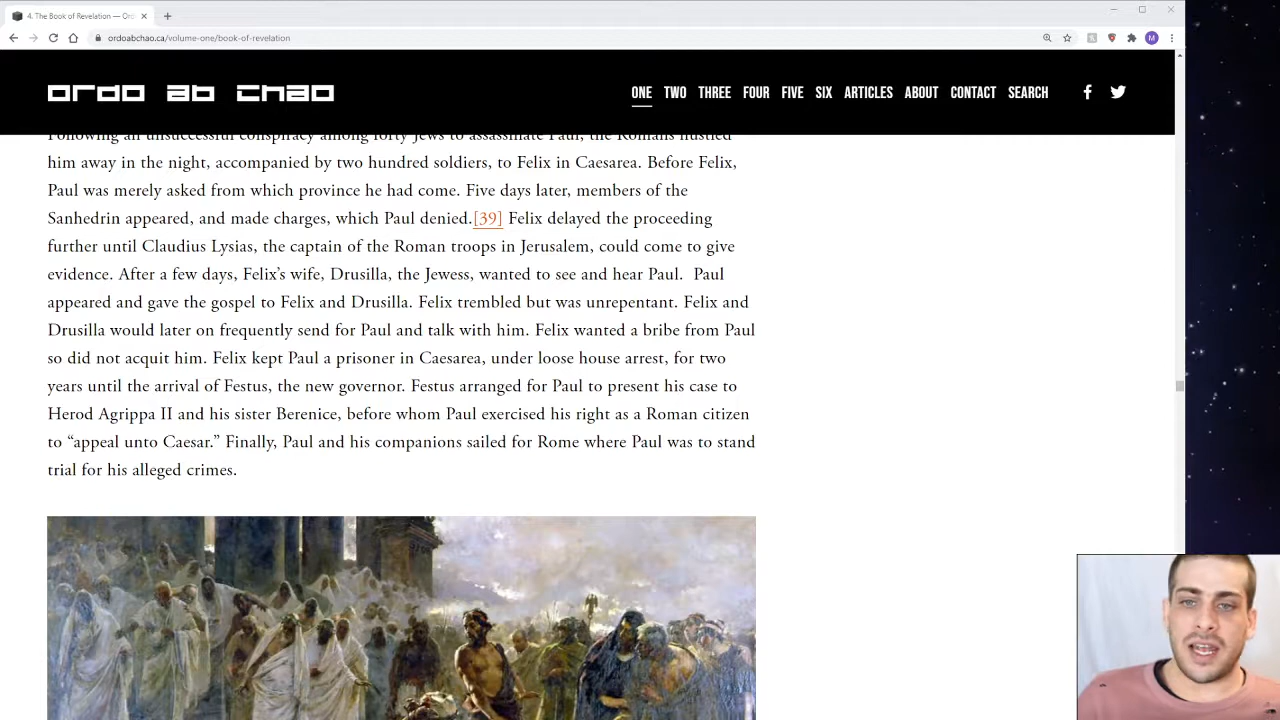 4. The Book of Revelation — Ord
ordoabchao.ca/volume-one/book-of-revelation
M
ordo ab chao
ONE TWO THREE FOUR FIVE SIX ARTICLES ABOUT CONTACT SEARCH
Following an unsuccessful conspiracy among forty Jews to assassinate Paul, the Romans hustled
him away in the night, accompanied by two hundred soldiers, to Felix in Caesarea. Before Felix,
Paul was merely asked from which province he had come. Five days later, members of the
Sanhedrin appeared, and made charges, which Paul denied.[39] Felix delayed the proceeding
further until Claudius Lysias, the captain of the Roman troops in Jerusalem, could come to give
evidence. After a few days, Felix’s wife, Drusilla, the Jewess, wanted to see and hear Paul.  Paul
appeared and gave the gospel to Felix and Drusilla. Felix trembled but was unrepentant. Felix and
Drusilla would later on frequently send for Paul and talk with him. Felix wanted a bribe from Paul
so did not acquit him. Felix kept Paul a prisoner in Caesarea, under loose house arrest, for two
years until the arrival of Festus, the new governor. Festus arranged for Paul to present his case to
Herod Agrippa II and his sister Berenice, before whom Paul exercised his right as a Roman citizen
to “appeal unto Caesar.” Finally, Paul and his companions sailed for Rome where Paul was to stand
trial for his alleged crimes.